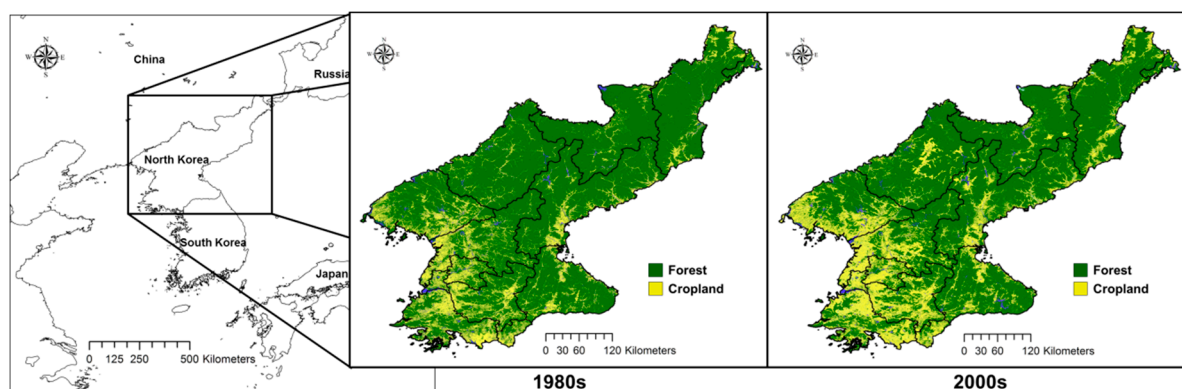 N
W E
S
China
Russia
North Korea
South Korea
Japan
0 125 250 500 Kilometers
N
W E
S
Forest
Cropland
0 30 60 120 Kilometers
1980s
N
W E
S
Forest
Cropland
0 30 60 120 Kilometers
2000s